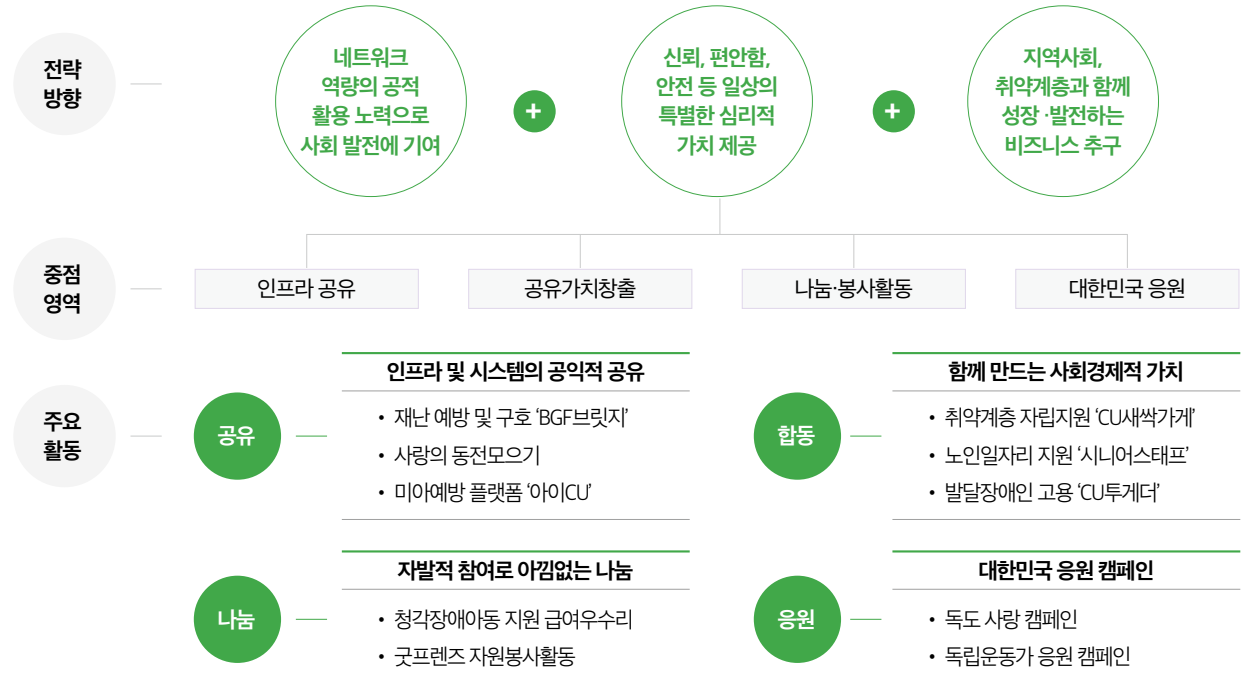 전략
방향
네트워크
역량의 공적
활용 노력으로
사회 발전에 기여
+
신뢰, 편안함,
안전 등 일상의
특별한 심리적
가치 제공
+
지역사회,
취약계층과 함께
성장·발전하는
비즈니스 추구
중점
영역
인프라 공유
공유가치창출
나눔·봉사활동
대한민국 응원
주요
활동
공유
인프라 및 시스템의 공익적 공유
• 재난 예방 및 구호 ‘BGF브릿지’
• 사랑의 동전모으기
• 미아예방 플랫폼 ‘아이CU’
합동
함께 만드는 사회경제적 가치
• 취약계층 자립지원 ‘CU새싹가게’
• 노인일자리 지원 ‘시니어스태프’
• 발달장애인 고용 ‘CU투게더’
나눔
자발적 참여로 아낌없는 나눔
• 청각장애아동 지원 급여우수리
• 굿프렌즈 자원봉사활동
응원
대한민국 응원 캠페인
• 독도 사랑 캠페인
• 독립운동가 응원 캠페인